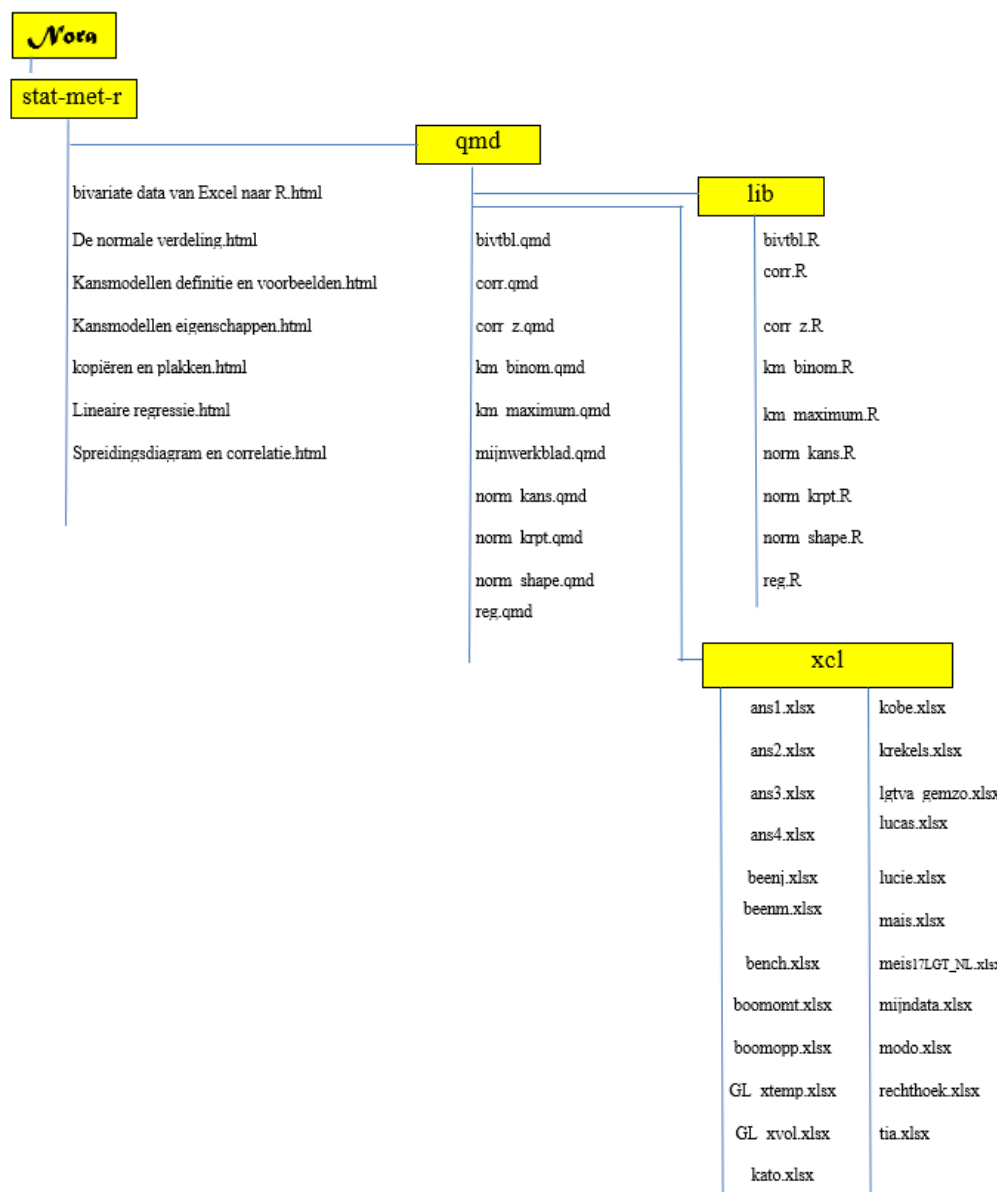 Nora
stat-met-r
qmd
bivariate data van Excel naar R.html
De normale verdeling.html
Kansmodellen definitie en voorbeelden.html
Kansmodellen eigenschappen.html
kopiëren en plakken.html
Lineaire regressie.html
Spreidingsdiagram en correlatie.html
bivtbl.qmd
corr.qmd
corr z.qmd
km binom.qmd
km maximum.qmd
mijnwerkblad.qmd
norm kans.qmd
norm krpt.qmd
norm shape.qmd
reg.qmd
lib
bivtbl.R
corr.R
corr z.R
km binom.R
km maximum.R
norm kans.R
norm krpt.R
norm shape.R
reg.R
xcl
ans1.xlsx
ans2.xlsx
ans3.xlsx
ans4.xlsx
beenj.xlsx
beenm.xlsx
bench.xlsx
boomomt.xlsx
boomopp.xlsx
GL xtemp.xlsx
GL xvol.xlsx
kato.xlsx
kobe.xlsx
krekels.xlsx
lgtva gemzo.xlsx
lucas.xlsx
lucie.xlsx
mais.xlsx
meis17LGT_NL.xlsx
mijndata.xlsx
modo.xlsx
rechthoek.xlsx
tia.xlsx